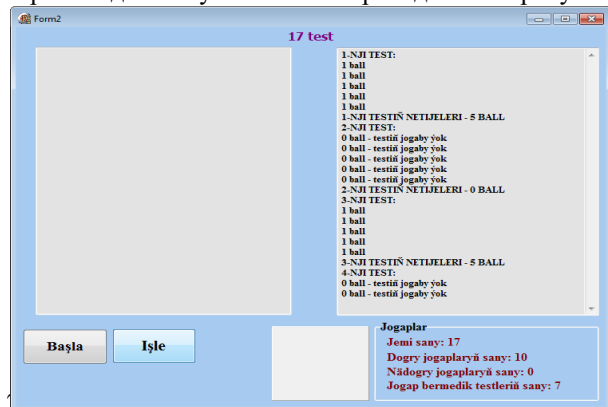 Form2
17 test
1-NJI TEST:
1 ball
1 ball
1 ball
1 ball
1 ball
1-NJI TESTIŇ NETIJELERI - 5 BALL
2-NJI TEST:
0 ball - testiň jogaby ýok
0 ball - testiň jogaby ýok
0 ball - testiň jogaby ýok
0 ball - testiň jogaby ýok
0 ball - testiň jogaby ýok
2-NJI TESTIŇ NETIJELERI - 0 BALL
3-NJI TEST:
1 ball
1 ball
1 ball
1 ball
1 ball
3-NJI TESTIŇ NETIJELERI - 5 BALL
4-NJI TEST:
0 ball - testiň jogaby ýok
0 ball - testiň jogaby ýok
Başla
Işle
Jogaplar
Jemi sany: 17
Dogry jogaplaryň sany: 10
Nädogry jogaplaryň sany: 0
Jogap bermedik testleriň sany: 7